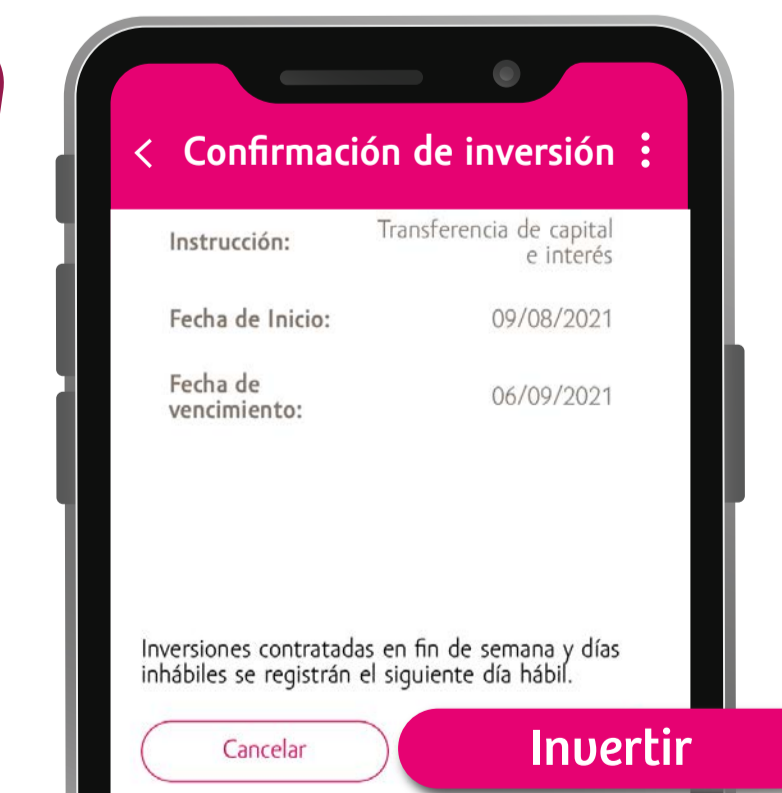 Confirmación de inversión
Instrucción: Transferencia de capital
e interés
Fecha de Inicio: 09/08/2021
Fecha de
vencimiento: 06/09/2021
Inversiones contratadas en fin de semana y días
inhábiles se registrán el siguiente día hábil.
Cancelar Invertir